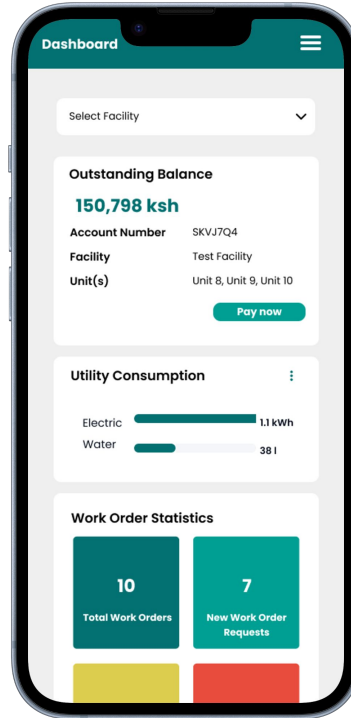 Dashboard
Select Facility
Outstanding Balance
150,798 ksh
Account Number SKVJ7Q4
Facility Test Facility
Unit(s) Unit 8, Unit 9, Unit 10
Pay now
Utility Consumption
Electric 1.1 kWh
Water 38 l
Work Order Statistics
10 7
Total Work Orders New Work Order
Requests